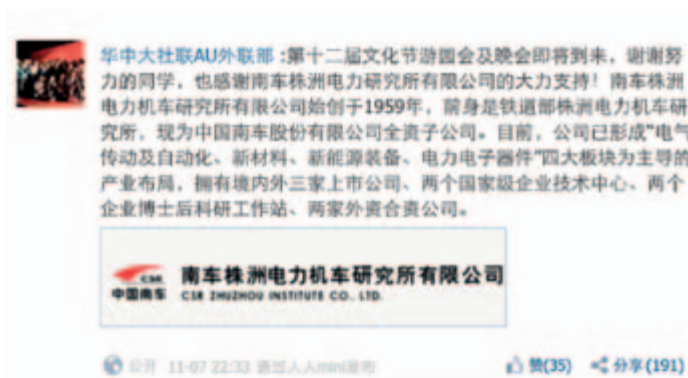 华中大社联AU外联部 :第十二届文化节游园会及晚会即将到来，谢谢努
力的同学，也感谢南车株洲电力研究所有限公司的大力支持！南车株洲
电力机车研究所有限公司始创于1959年，前身是铁道部株洲电力机车研
究所，现为中国南车股份有限公司全资子公司。目前，公司已形成"电气
传动及自动化、新材料、新能源装备、电力电子器件"四大板块为主导的
产业布局，拥有境内外三家上市公司、两个国家级企业技术中心、两个
企业博士后科研工作站、两家外资合资公司。
CSR 南车株洲电力机车研究所有限公司
中国南车 CSR ZHUZHOU INSTITUTE CO., LTD.
公开 11-07 22:33 通过人人mini发布 赞(35) 分享(191)